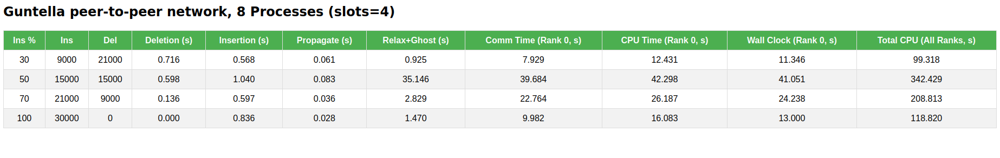 Guntella peer-to-peer network, 8 Processes (slots=4)
Ins % Ins Del Deletion (s) Insertion (s) Propagate (s) Relax+Ghost (s) Comm Time (Rank 0, s) CPU Time (Rank 0, s) Wall Clock (Rank 0, s) Total CPU (All Ranks, s)
30 9000 21000 0.716 0.568 0.061 0.925 7.929 12.431 11.346 99.318
50 15000 15000 0.598 1.040 0.083 35.146 39.684 42.298 41.051 342.429
70 21000 9000 0.136 0.597 0.036 2.829 22.764 26.187 24.238 208.813
100 30000 0 0.000 0.836 0.028 1.470 9.982 16.083 13.000 118.820